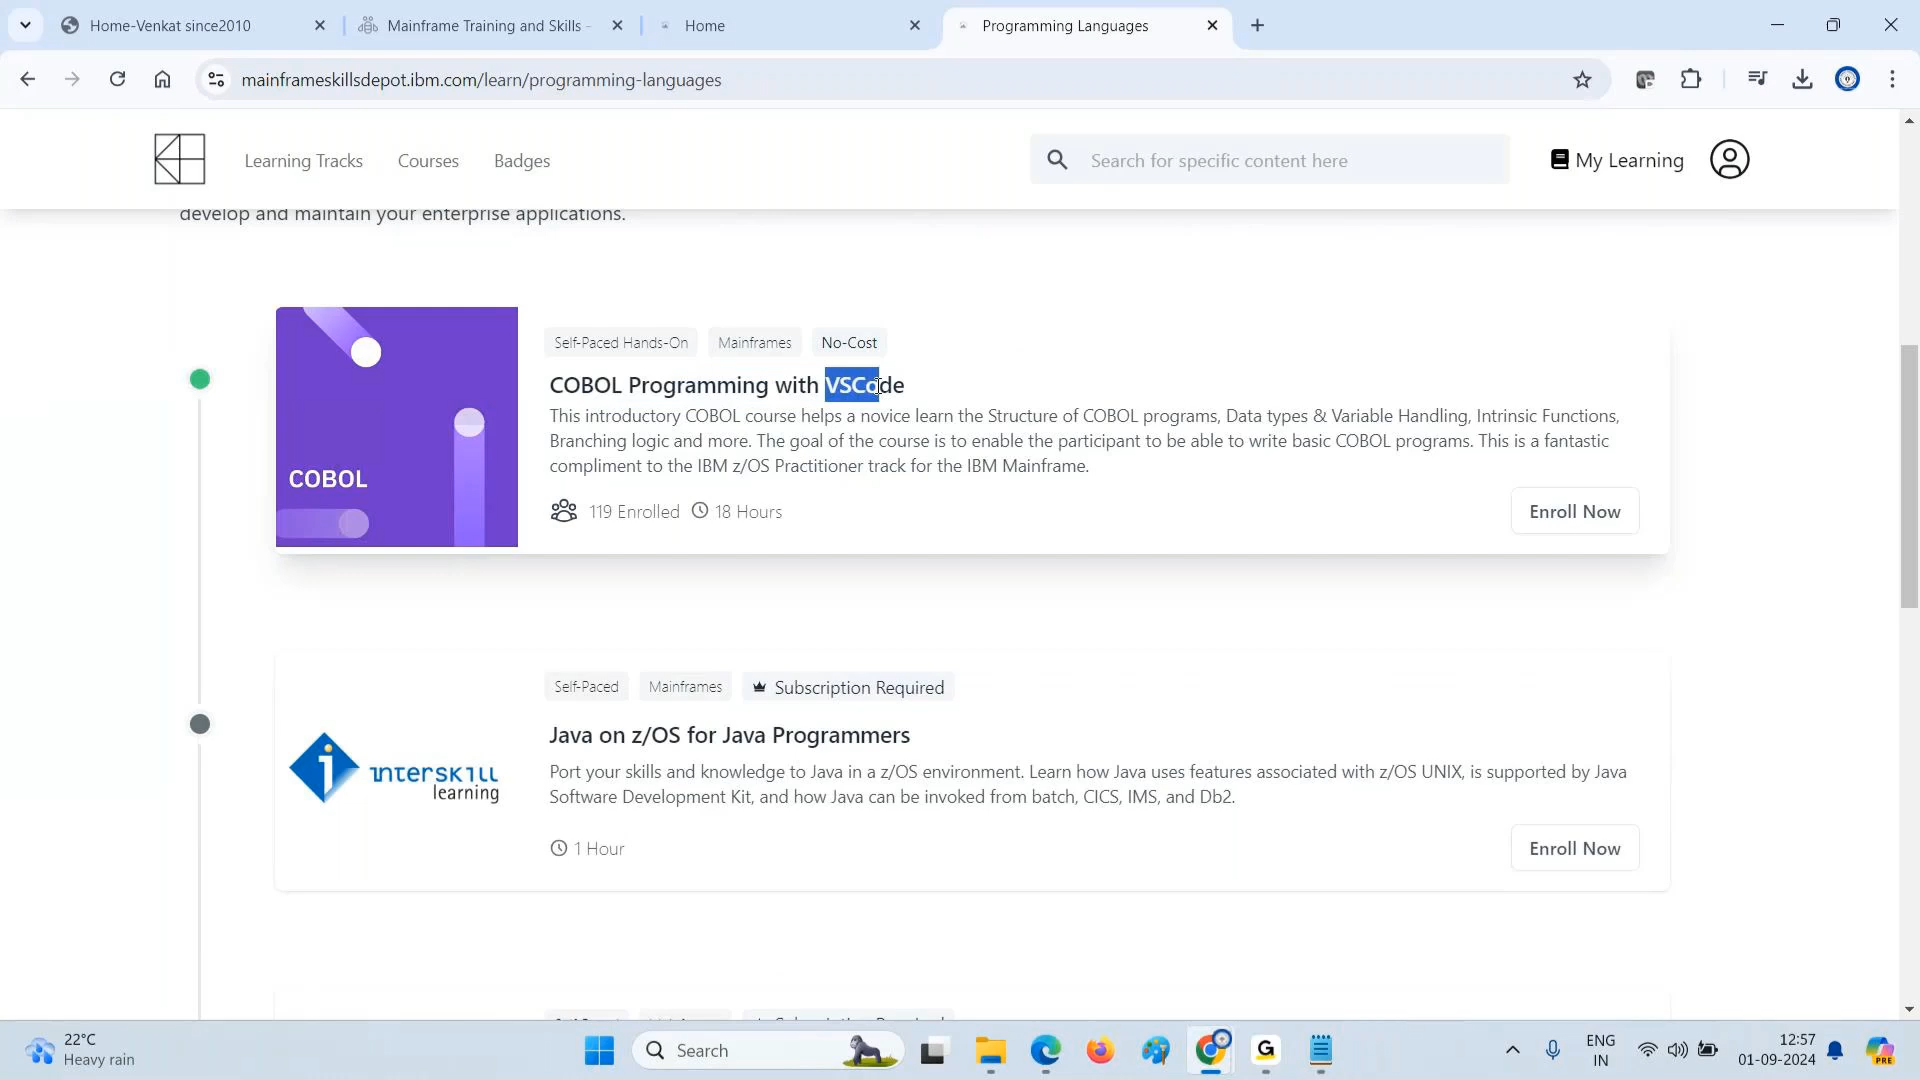 Home-Venkat since2010
Mainframe Training and Skills -
Home
Programming Languages
mainframeskillsdepot.ibm.com/learn/programming-languages
Learning Tracks
Courses
Badges
Search for specific content here
My Learning
develop and maintain your enterprise applications.
COBOL
Self-Paced Hands-On
Mainframes
No-Cost
COBOL Programming with VSCode
This introductory COBOL course helps a novice learn the Structure of COBOL programs, Data types & Variable Handling, Intrinsic Functions,
Branching logic and more. The goal of the course is to enable the participant to be able to write basic COBOL programs. This is a fantastic
compliment to the IBM z/OS Practitioner track for the IBM Mainframe.
119 Enrolled
18 Hours
Enroll Now
interskill
learning
Self-Paced
Mainframes
Subscription Required
Java on z/OS for Java Programmers
Port your skills and knowledge to Java in a z/OS environment. Learn how Java uses features associated with z/OS UNIX, is supported by Java
Software Development Kit, and how Java can be invoked from batch, CICS, IMS, and Db2.
1 Hour
Enroll Now
22°C
Heavy rain
Search
G
ENG
IN
12:57
01-09-2024
PRE